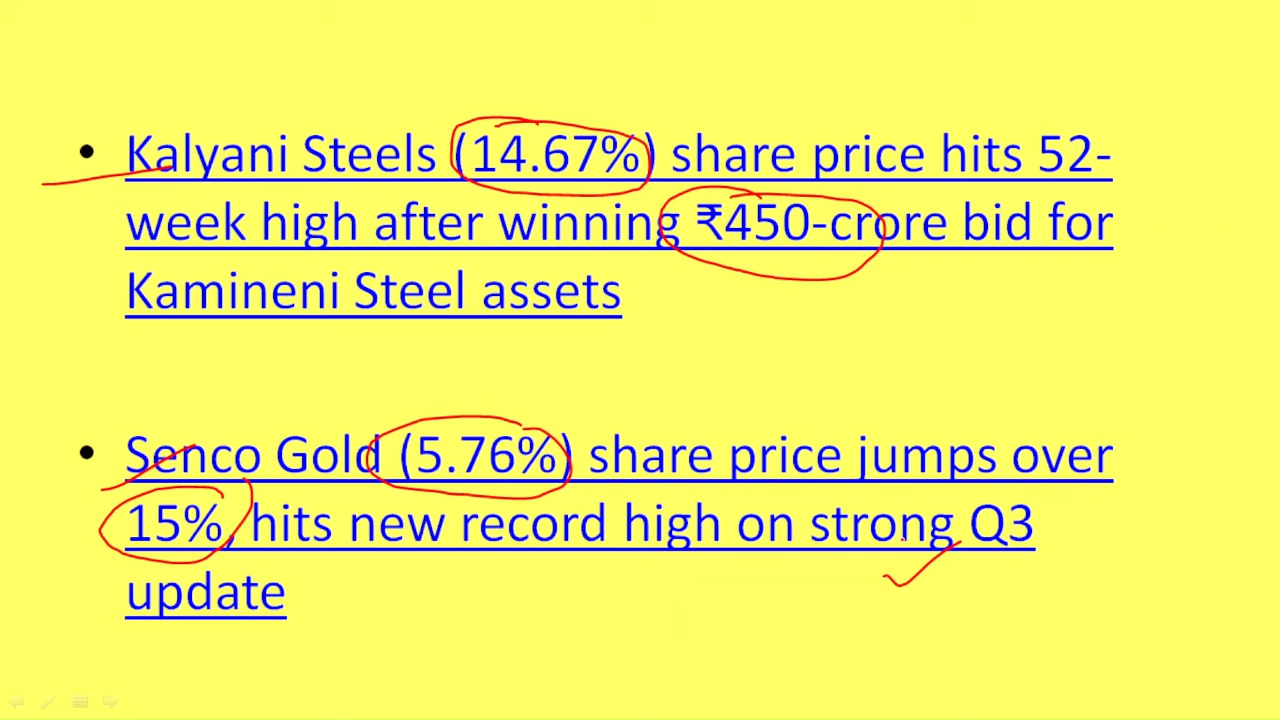 • Kalyani Steels (14.67%) share price hits 52-
week high after winning ₹450-crore bid for
Kamineni Steel assets
• Senco Gold (5.76%) share price jumps over
15%, hits new record high on strong Q3
update